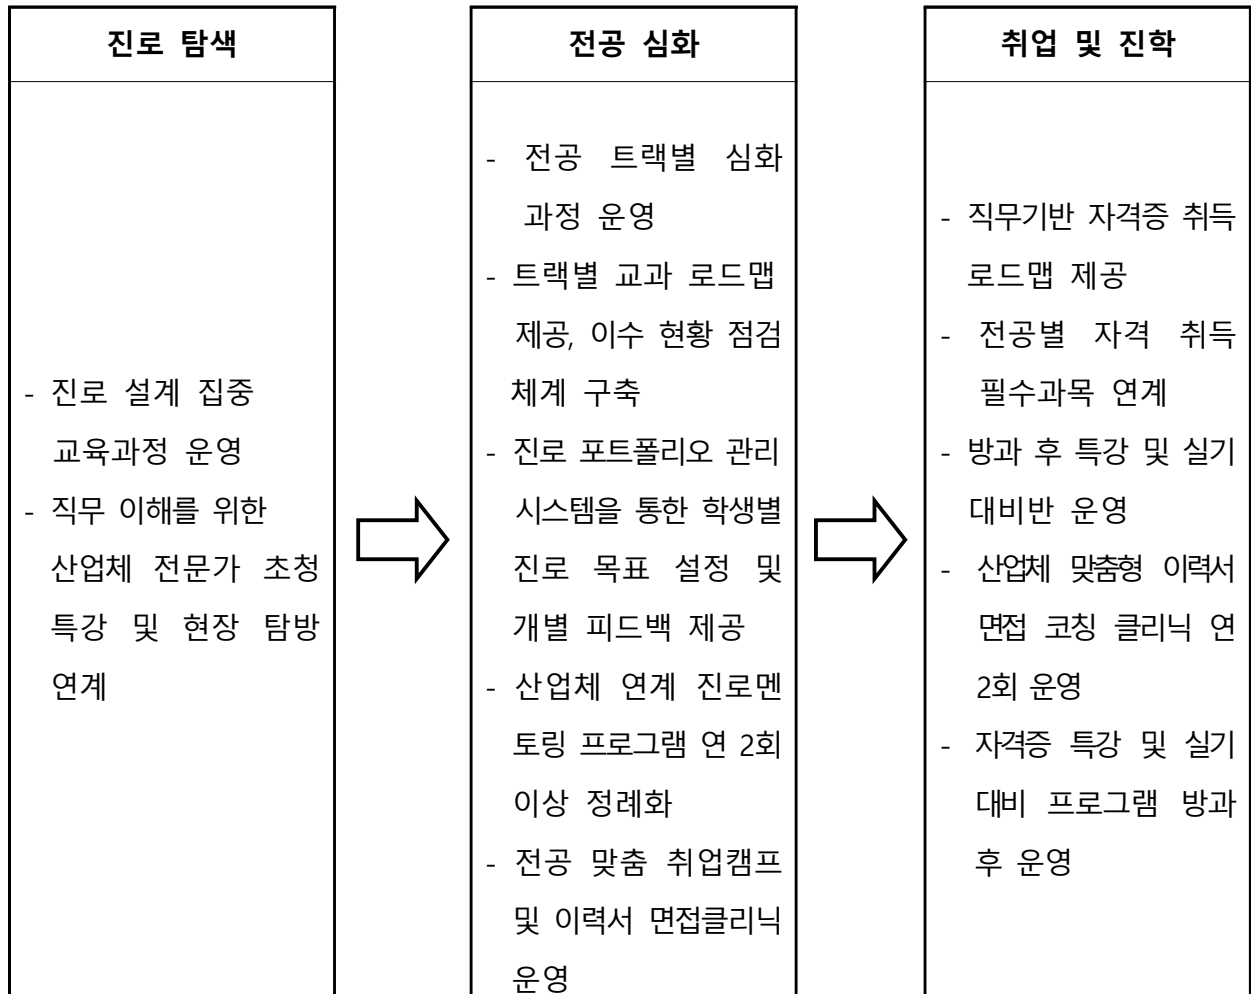 진로 탐색
- 진로 설계 집중
교육과정 운영
- 직무 이해를 위한
산업체 전문가 초청
특강 및 현장 탐방
연계
전공 심화
- 전공 트랙별 심화
과정 운영
- 트랙별 교과 로드맵
제공, 이수 현황 점검
체계 구축
- 진로 포트폴리오 관리
시스템을 통한 학생별
진로 목표 설정 및
개별 피드백 제공
- 산업체 연계 진로멘
토링 프로그램 연 2회
이상 정례화
- 전공 맞춤 취업캠프
및 이력서 면접클리닉
운영
취업 및 진학
- 직무기반 자격증 취득
로드맵 제공
- 전공별 자격 취득
필수과목 연계
- 방과 후 특강 및 실기
대비반 운영
- 산업체 맞춤형 이력서
면접 코칭 클리닉 연
2회 운영
- 자격증 특강 및 실기
대비 프로그램 방과
후 운영